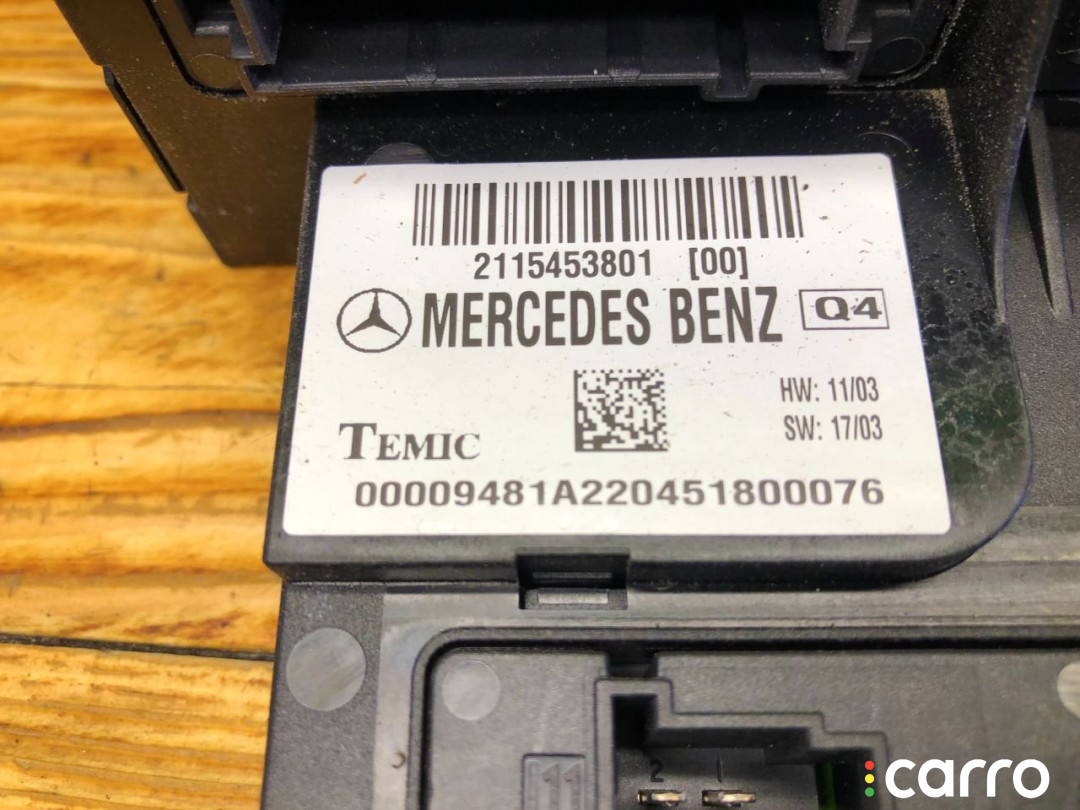 2115453801 [00]
MERCEDES BENZ Q4
HW: 11/03
SW: 17/03
TEMIC
00009481A220451800076
11
2 1
carro